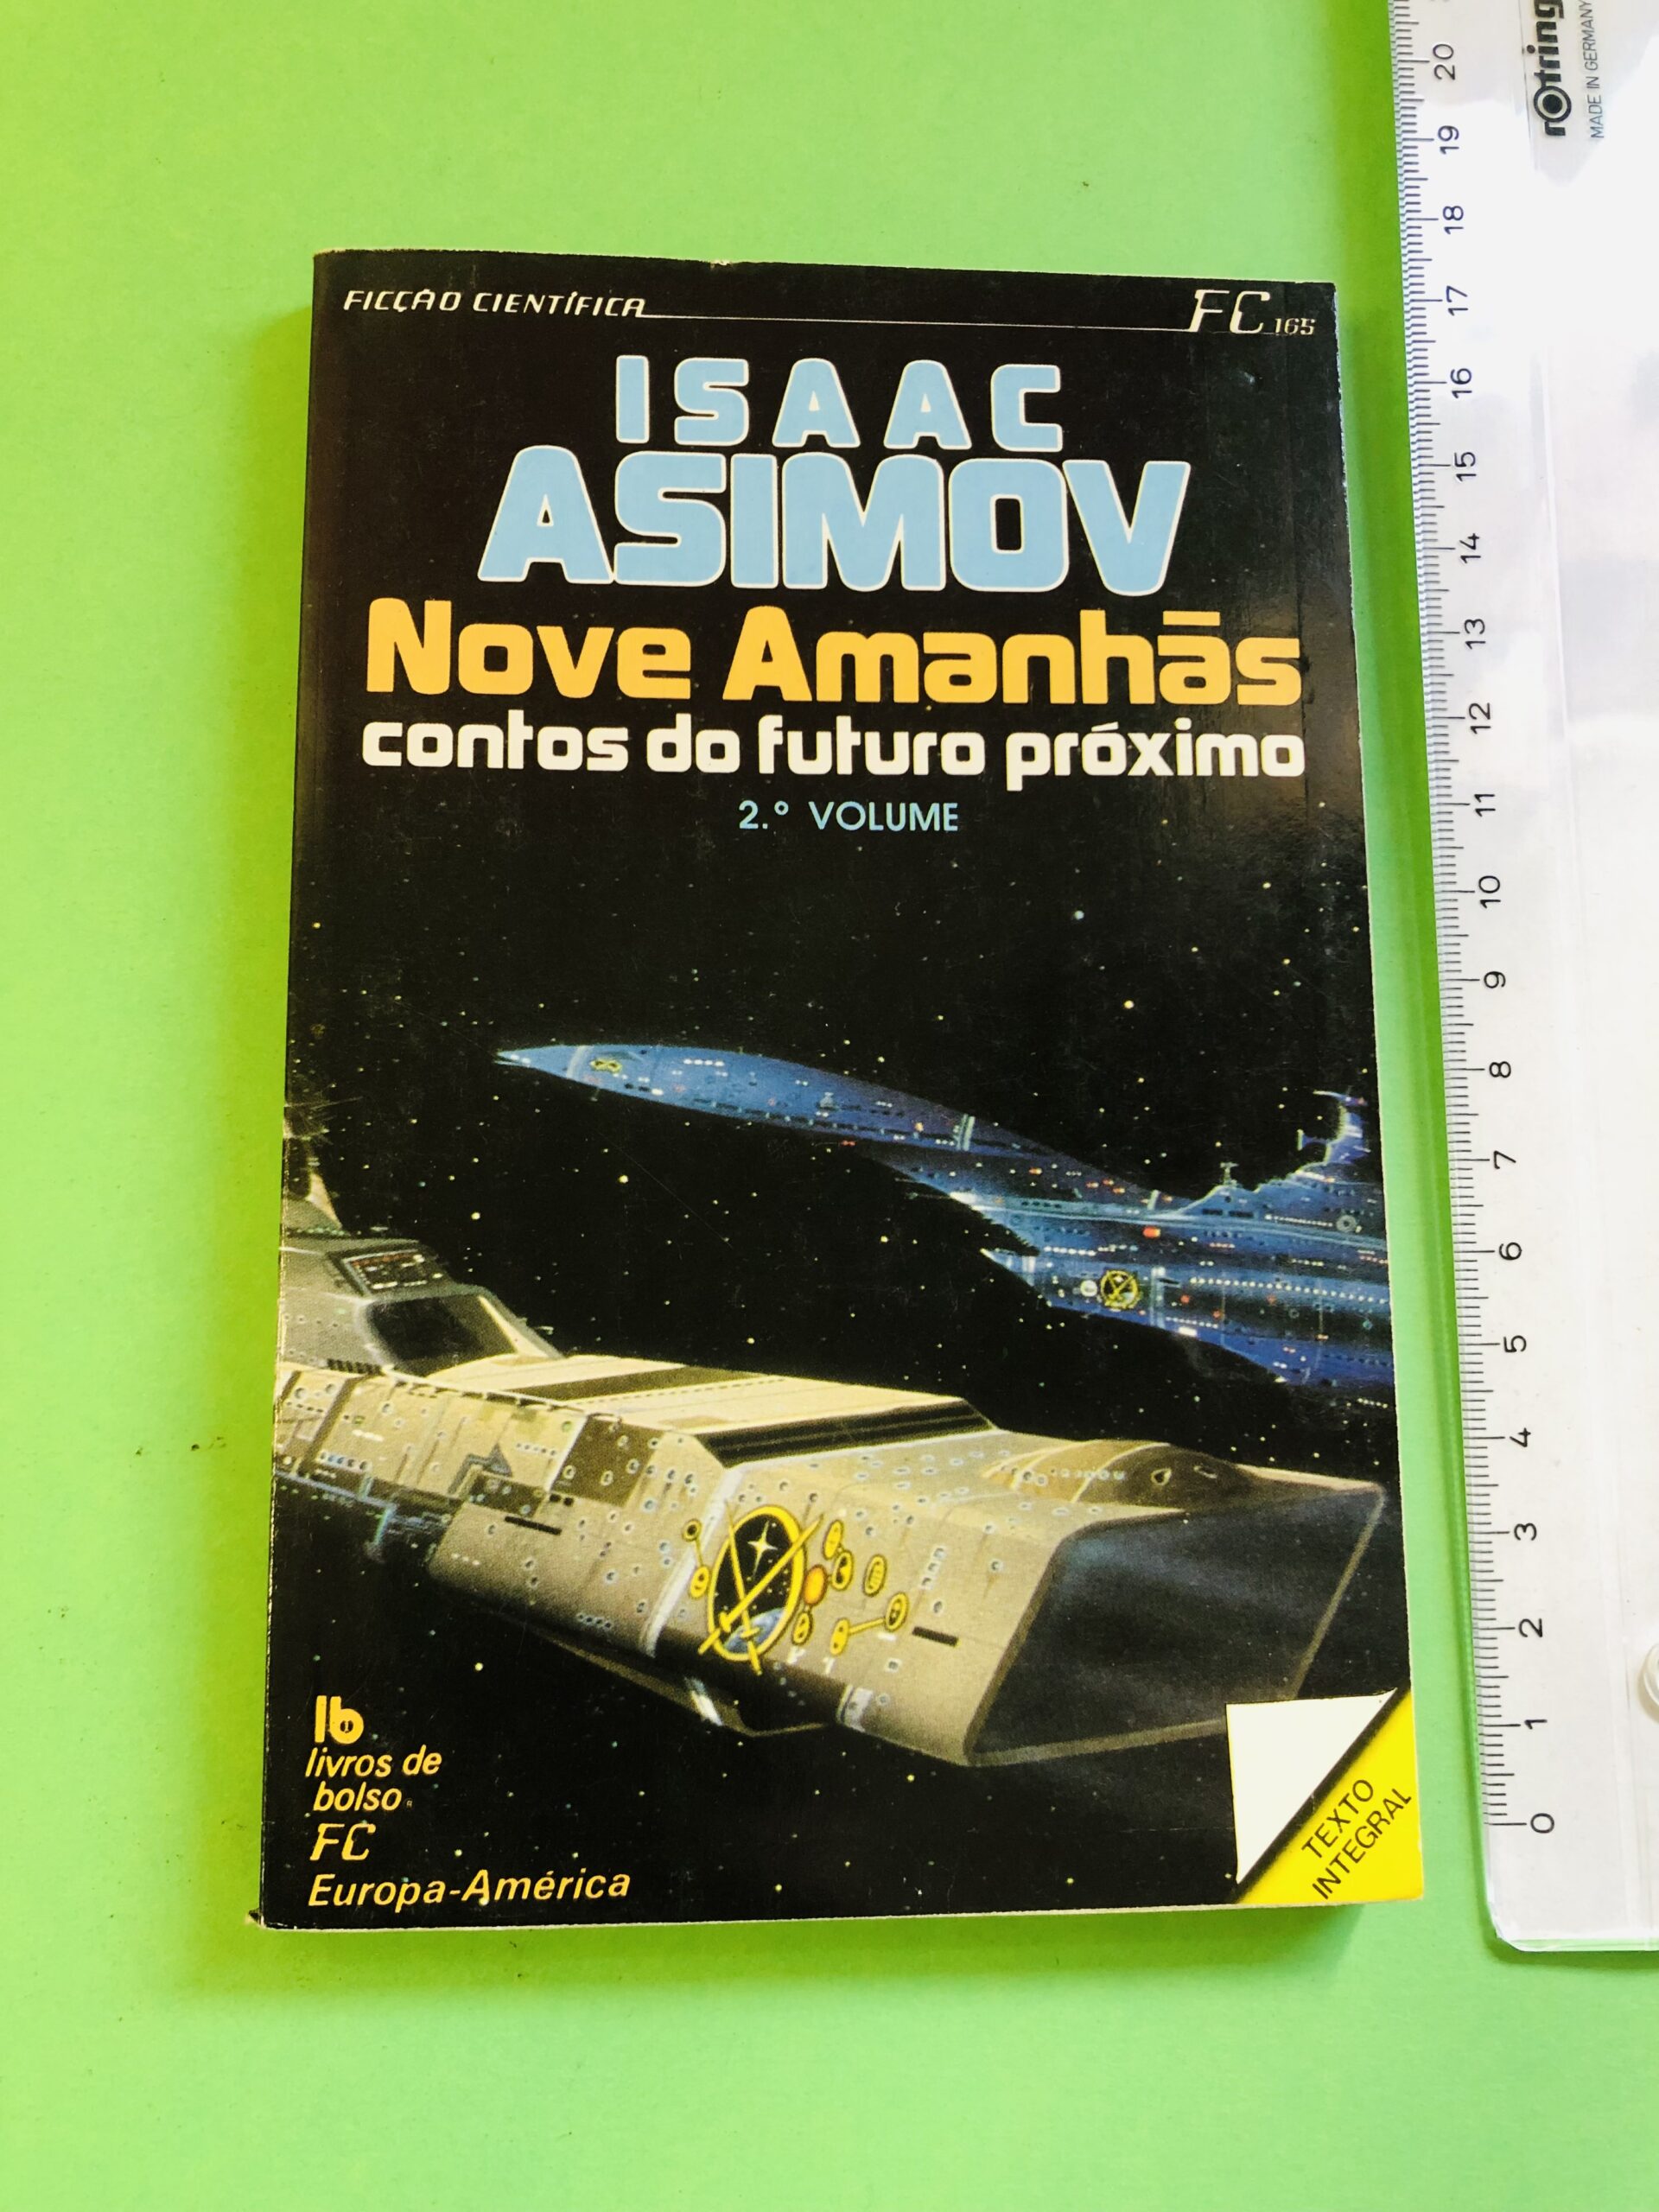 FICÇÃO CIENTÍFICA
FC 165
ISAAC
ASIMOV
Nove Amanhãs
contos do futuro próximo
2.º VOLUME
lb
livros de
bolso
FC
Europa-América
TEXTO
INTEGRAL
rotring
MADE IN GERMANY
20
19
18
17
16
15
14
13
12
11
10
9
8
7
6
5
4
3
2
1
0